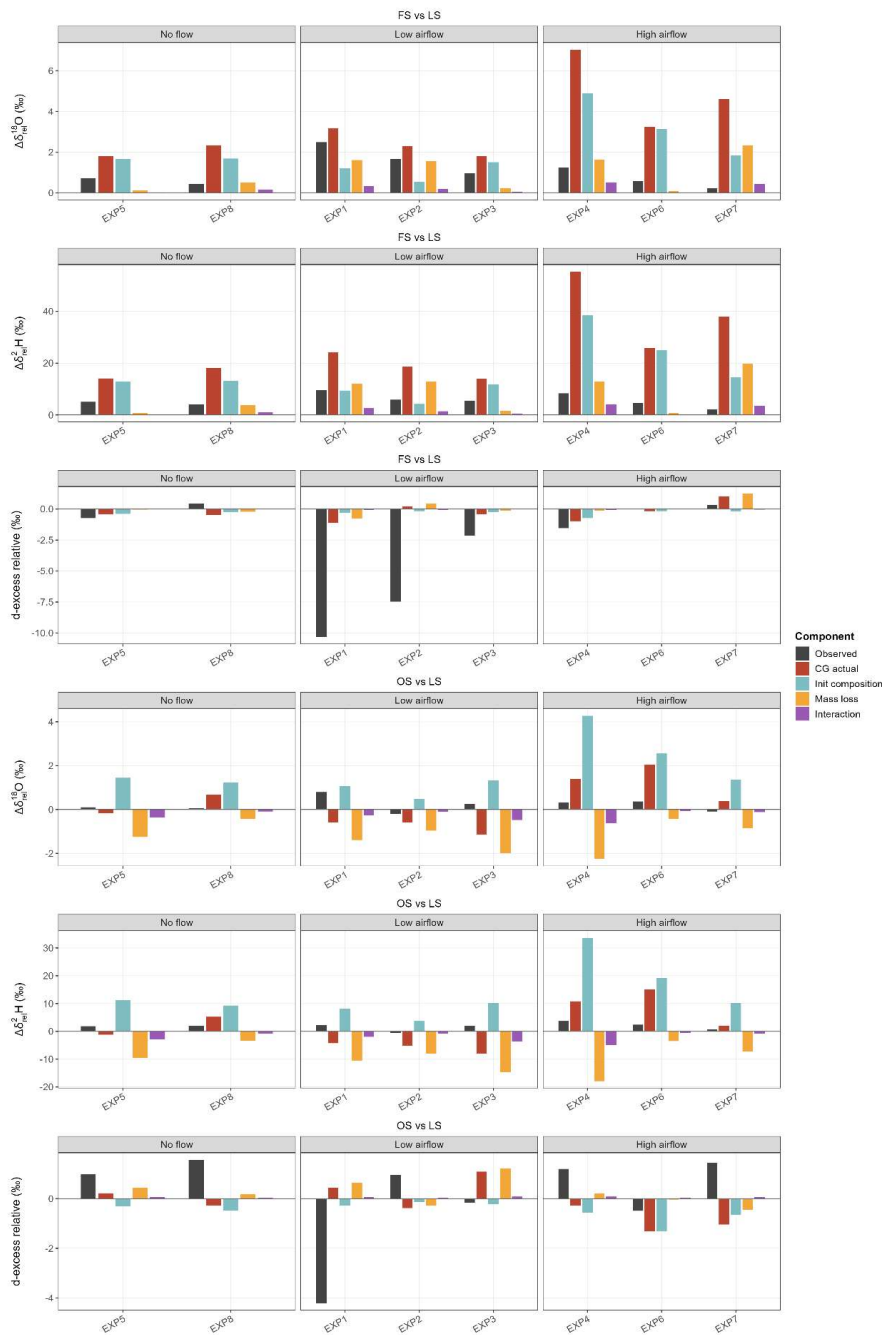 FS vs LS
No flow Low airflow High airflow
Δδ¹⁸rel O (‰)
6
4
2
0
EXP5 EXP8 EXP1 EXP2 EXP3 EXP4 EXP6 EXP7
FS vs LS
No flow Low airflow High airflow
Δδ²rel H (‰)
40
20
0
EXP5 EXP8 EXP1 EXP2 EXP3 EXP4 EXP6 EXP7
FS vs LS
No flow Low airflow High airflow
d-excess relative (‰)
0.0
-2.5
-5.0
-7.5
-10.0
EXP5 EXP8 EXP1 EXP2 EXP3 EXP4 EXP6 EXP7
Component
Observed
CG actual
Init composition
Mass loss
Interaction
OS vs LS
No flow Low airflow High airflow
Δδ¹⁸rel O (‰)
4
2
0
-2
EXP5 EXP8 EXP1 EXP2 EXP3 EXP4 EXP6 EXP7
OS vs LS
No flow Low airflow High airflow
Δδ²rel H (‰)
30
20
10
0
-10
-20
EXP5 EXP8 EXP1 EXP2 EXP3 EXP4 EXP6 EXP7
OS vs LS
No flow Low airflow High airflow
d-excess relative (‰)
0
-2
-4
EXP5 EXP8 EXP1 EXP2 EXP3 EXP4 EXP6 EXP7